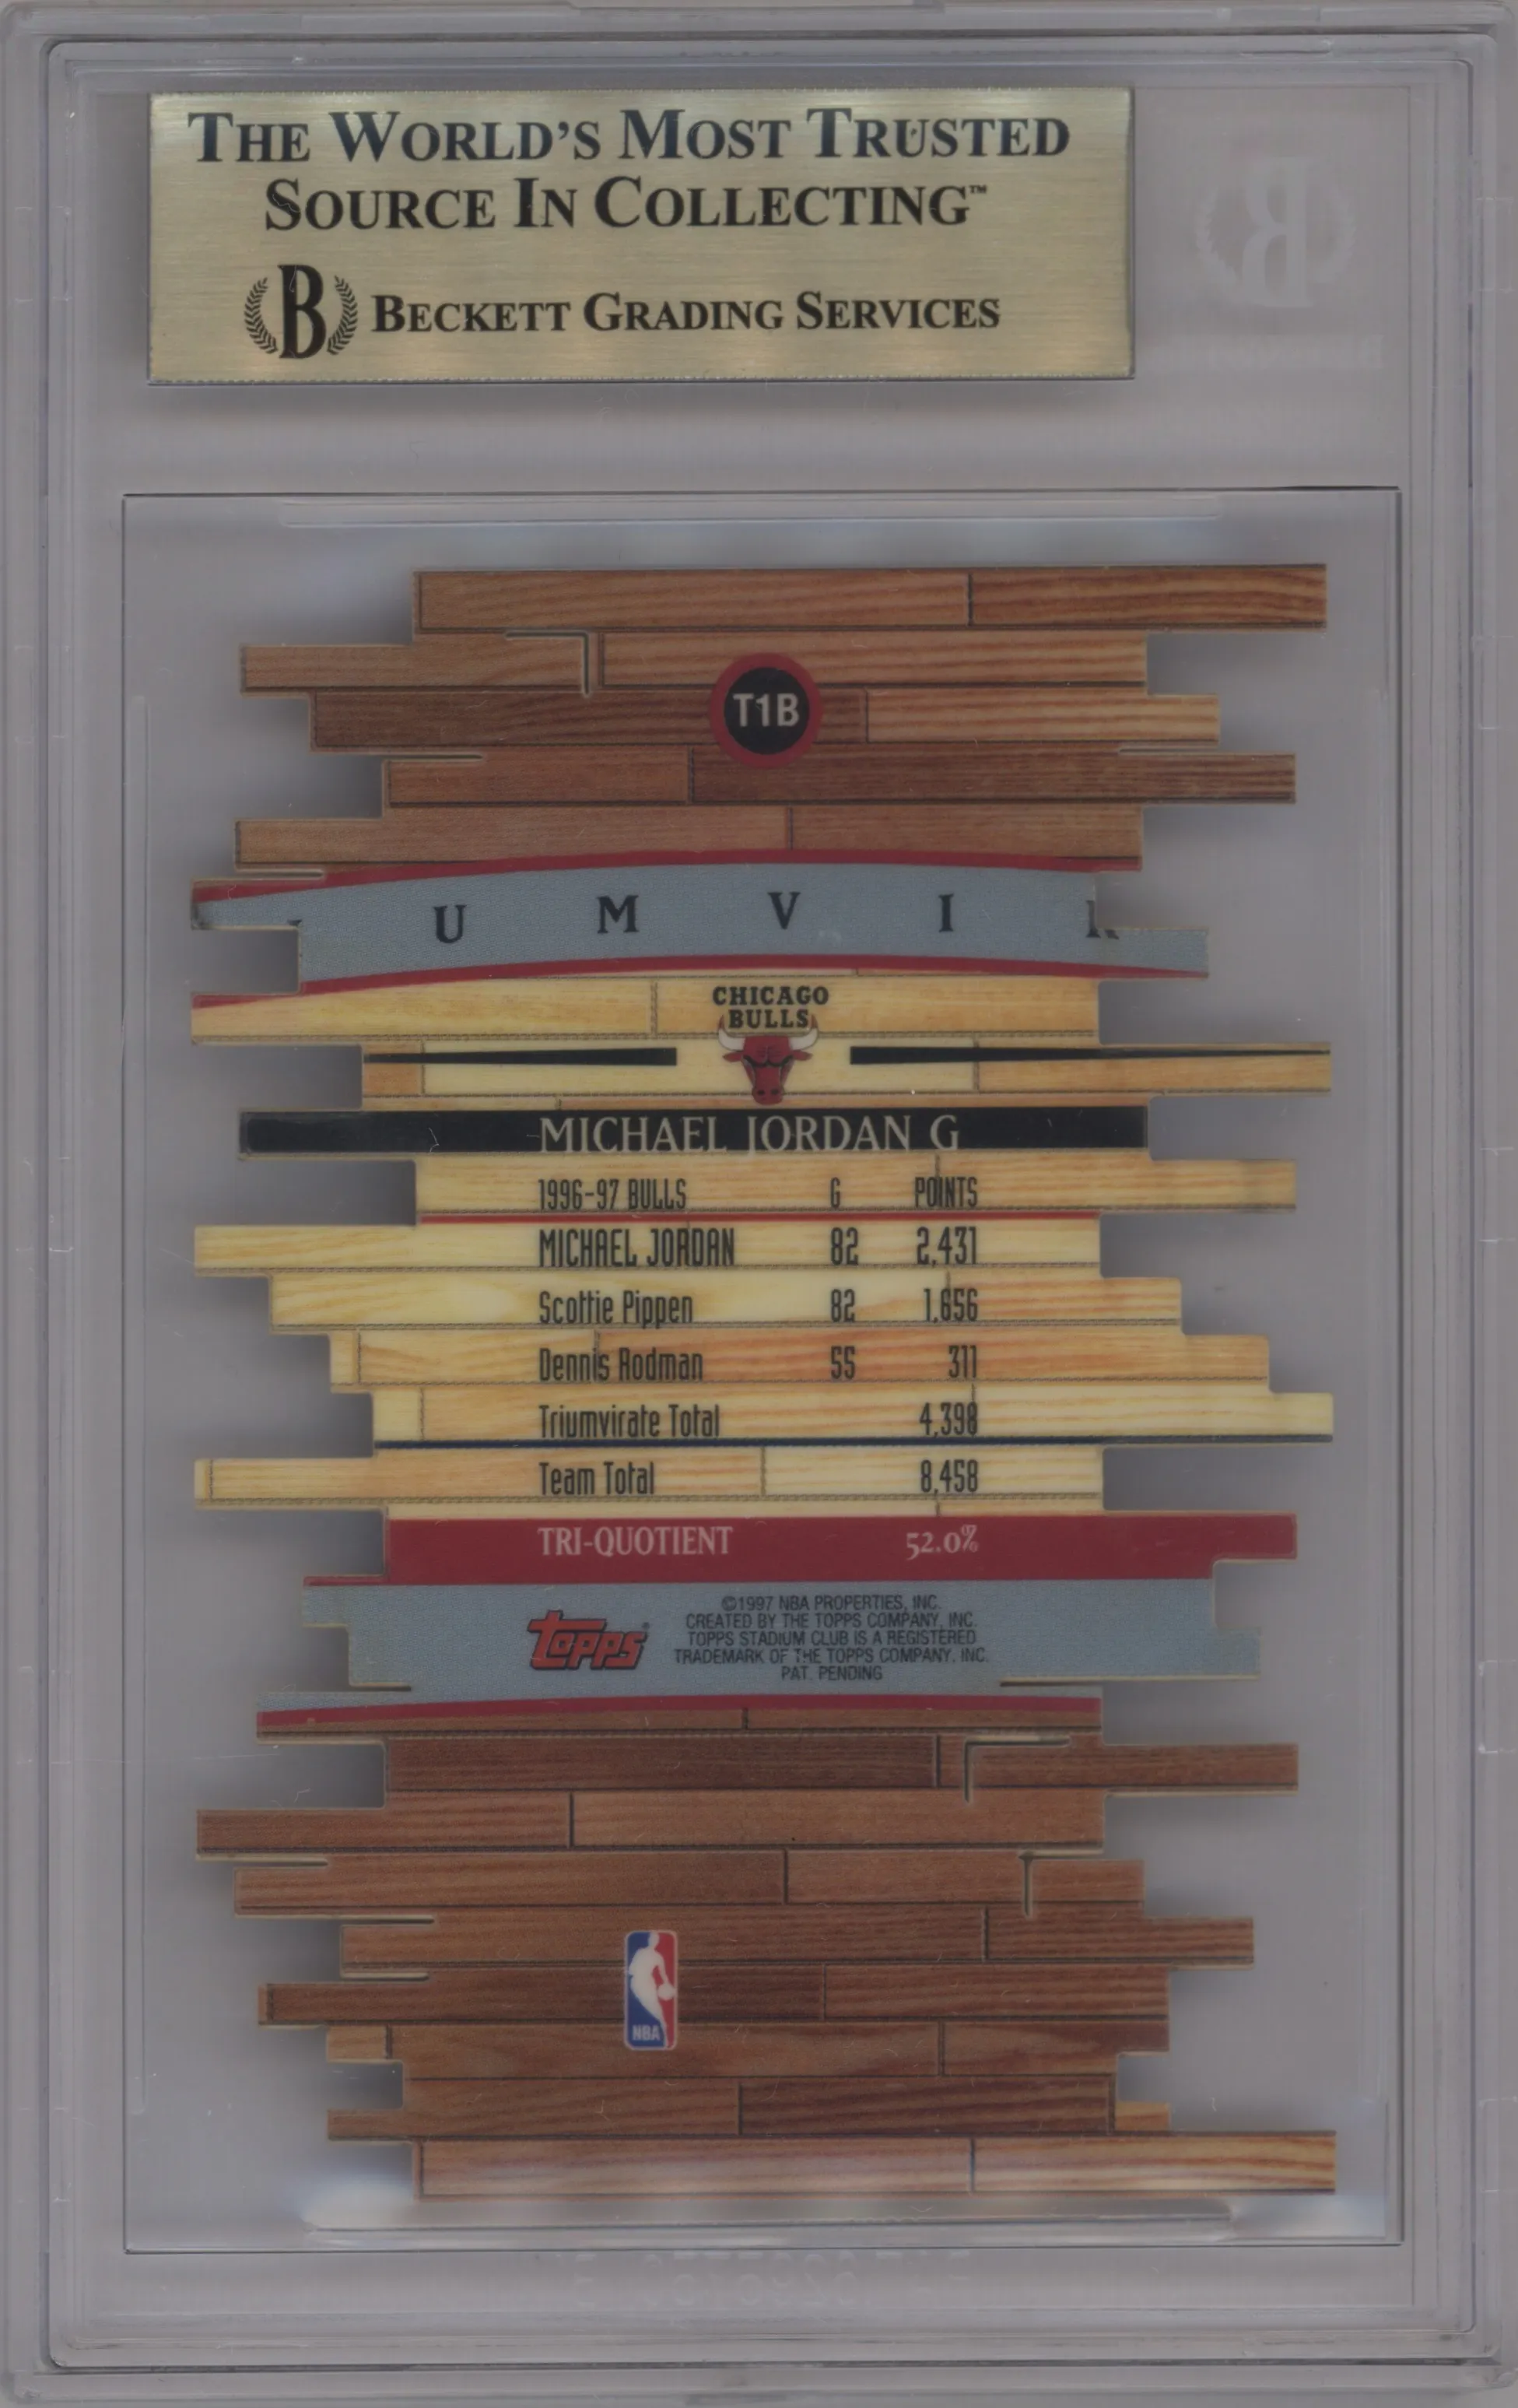 THE WORLD'S MOST TRUSTED
SOURCE IN COLLECTING™
B BECKETT GRADING SERVICES
T1B
U M V I
CHICAGO
BULLS
MICHAEL JORDAN G
1996-97 BULLS G POINTS
MICHAEL JORDAN 82 2,431
Scottie Pippen 82 1,656
Dennis Rodman 55 311
Triumvirate Total 4,398
Team Total 8,458
TRI-QUOTIENT 52.0%
TOPPS®
©1997 NBA PROPERTIES, INC.
CREATED BY THE TOPPS COMPANY, INC.
TOPPS STADIUM CLUB IS A REGISTERED
TRADEMARK OF THE TOPPS COMPANY, INC.
PAT. PENDING
NBA